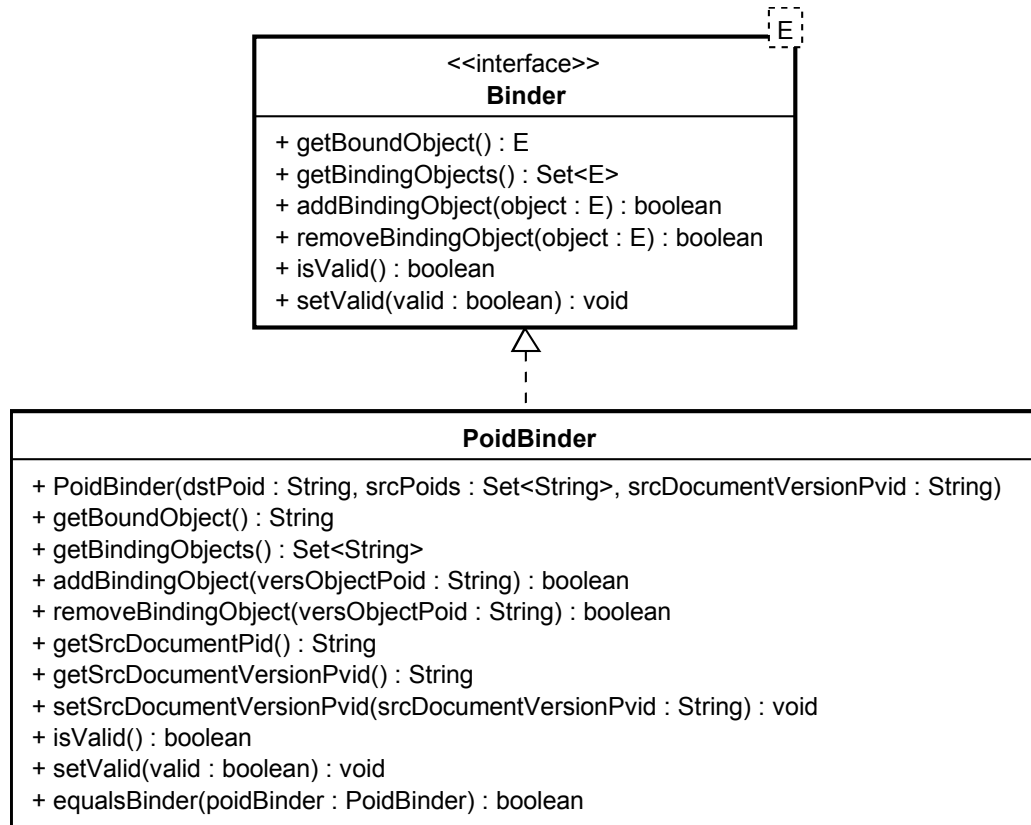 E
<<interface>>
Binder
+ getBoundObject() : E
+ getBindingObjects() : Set<E>
+ addBindingObject(object : E) : boolean
+ removeBindingObject(object : E) : boolean
+ isValid() : boolean
+ setValid(valid : boolean) : void
PoidBinder
+ PoidBinder(dstPoid : String, srcPoids : Set<String>, srcDocumentVersionPvid : String)
+ getBoundObject() : String
+ getBindingObjects() : Set<String>
+ addBindingObject(versObjectPoid : String) : boolean
+ removeBindingObject(versObjectPoid : String) : boolean
+ getSrcDocumentPid() : String
+ getSrcDocumentVersionPvid() : String
+ setSrcDocumentVersionPvid(srcDocumentVersionPvid : String) : void
+ isValid() : boolean
+ setValid(valid : boolean) : void
+ equalsBinder(poidBinder : PoidBinder) : boolean